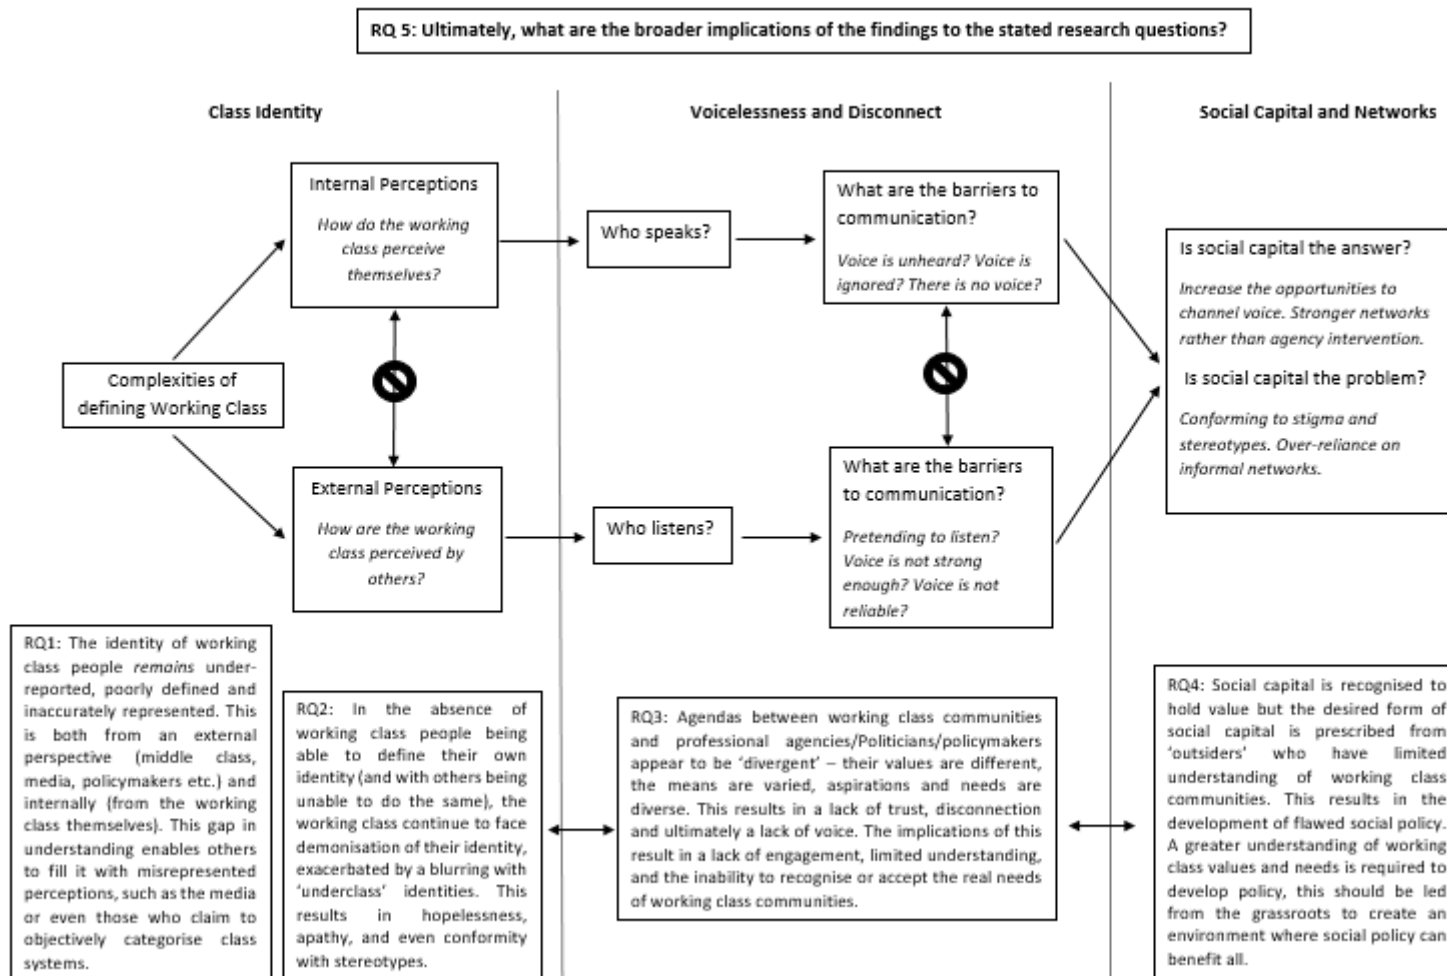 RQ 5: Ultimately, what are the broader implications of the findings to the stated research questions?
Class Identity
Voicelessness and Disconnect
Social Capital and Networks
Internal Perceptions
How do the working
class perceive
themselves?
Who speaks?
What are the barriers to
communication?
Voice is unheard? Voice is
ignored? There is no voice?
Is social capital the answer?
Increase the opportunities to
channel voice. Stronger networks
rather than agency intervention.
Is social capital the problem?
Conforming to stigma and
stereotypes. Over-reliance on
informal networks.
Complexities of
defining Working Class
External Perceptions
How are the working
class perceived by
others?
Who listens?
What are the barriers
to communication?
Pretending to listen?
Voice is not strong
enough? Voice is not
reliable?
RQ1: The identity of working
class people remains under-
reported, poorly defined and
inaccurately represented. This
is both from an external
perspective (middle class,
media, policymakers etc.) and
internally (from the working
class themselves). This gap in
understanding enables others
to fill it with misrepresented
perceptions, such as the media
or even those who claim to
objectively categorise class
systems.
RQ2: In the absence of
working class people being
able to define their own
identity (and with others being
unable to do the same), the
working class continue to face
demonisation of their identity,
exacerbated by a blurring with
‘underclass’ identities. This
results in hopelessness,
apathy, and even conformity
with stereotypes.
RQ3: Agendas between working class communities
and professional agencies/Politicians/policymakers
appear to be ‘divergent’ – their values are different,
the means are varied, aspirations and needs are
diverse. This results in a lack of trust, disconnection
and ultimately a lack of voice. The implications of this
result in a lack of engagement, limited understanding,
and the inability to recognise or accept the real needs
of working class communities.
RQ4: Social capital is recognised to
hold value but the desired form of
social capital is prescribed from
‘outsiders’ who have limited
understanding of working class
communities. This results in the
development of flawed social policy.
A greater understanding of working
class values and needs is required to
develop policy, this should be led
from the grassroots to create an
environment where social policy can
benefit all.